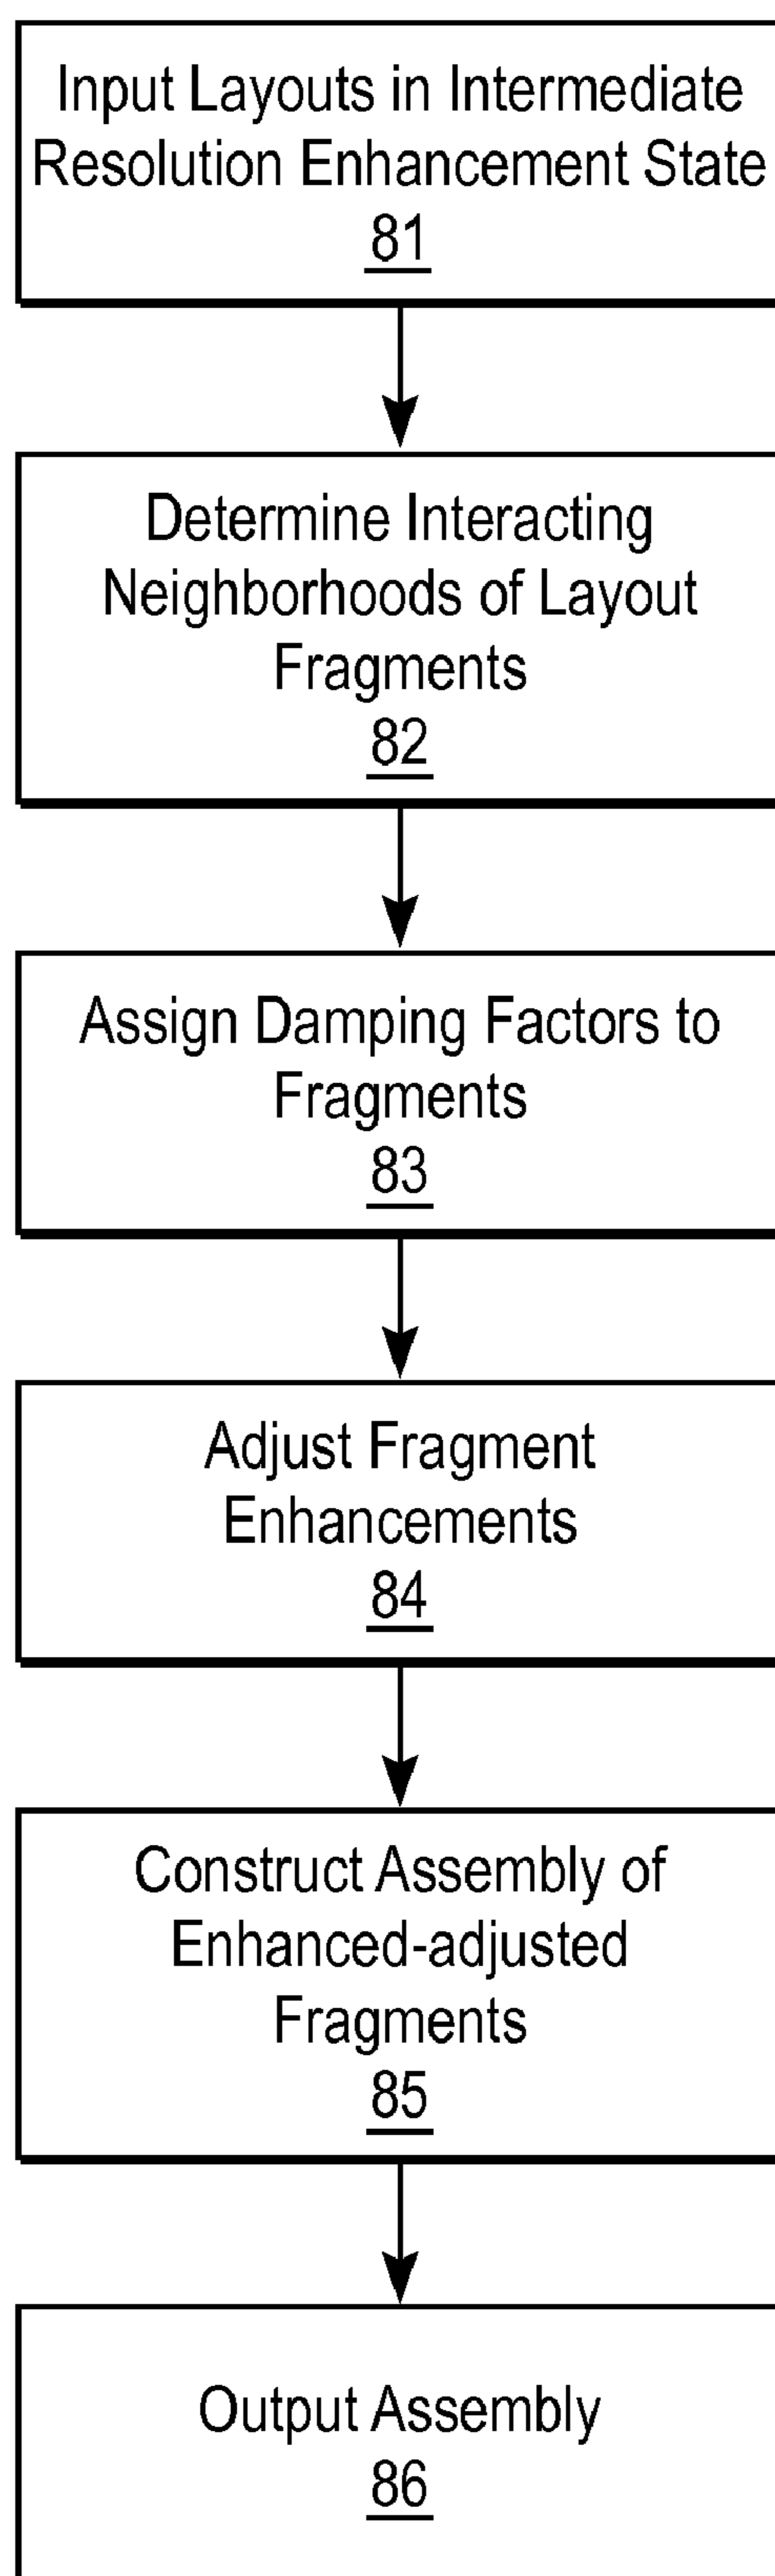 Input Layouts in Intermediate
Resolution Enhancement State
81
Determine Interacting
Neighborhoods of Layout
Fragments
82
Assign Damping Factors to
Fragments
83
Adjust Fragment
Enhancements
84
Construct Assembly of
Enhanced-adjusted
Fragments
85
Output Assembly
86